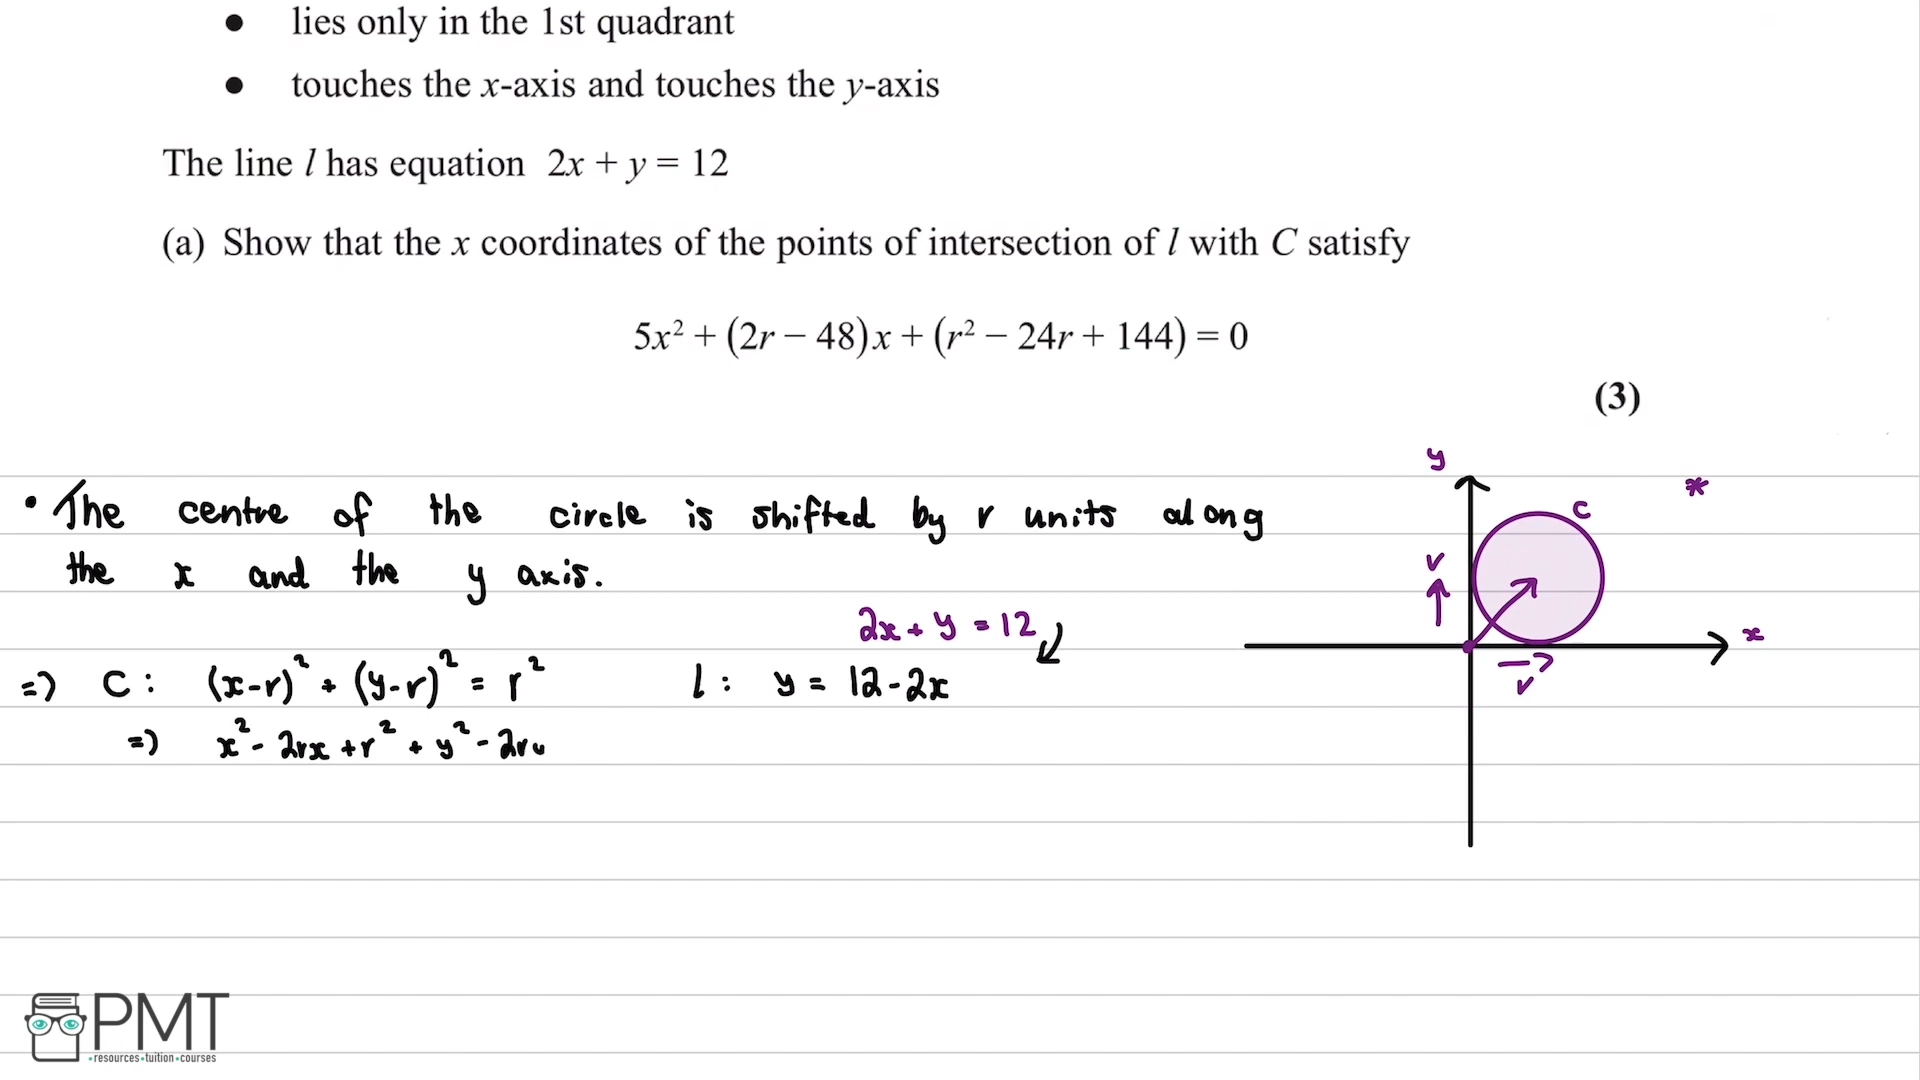 ● lies only in the 1st quadrant
● touches the x-axis and touches the y-axis
The line l has equation 2x + y = 12
(a) Show that the x coordinates of the points of intersection of l with C satisfy
5x² + (2r − 48)x + (r² − 24r + 144) = 0
(3)
• The centre of the circle is shifted by r units along
the x and the y axis.
2x + y = 12
=> C : (x-r)² + (y-r)² = r² l : y = 12-2x
=> x² - 2rx + r² + y² - 2ry
y
*
C
r
x
r
PMT
•resources•tuition•courses